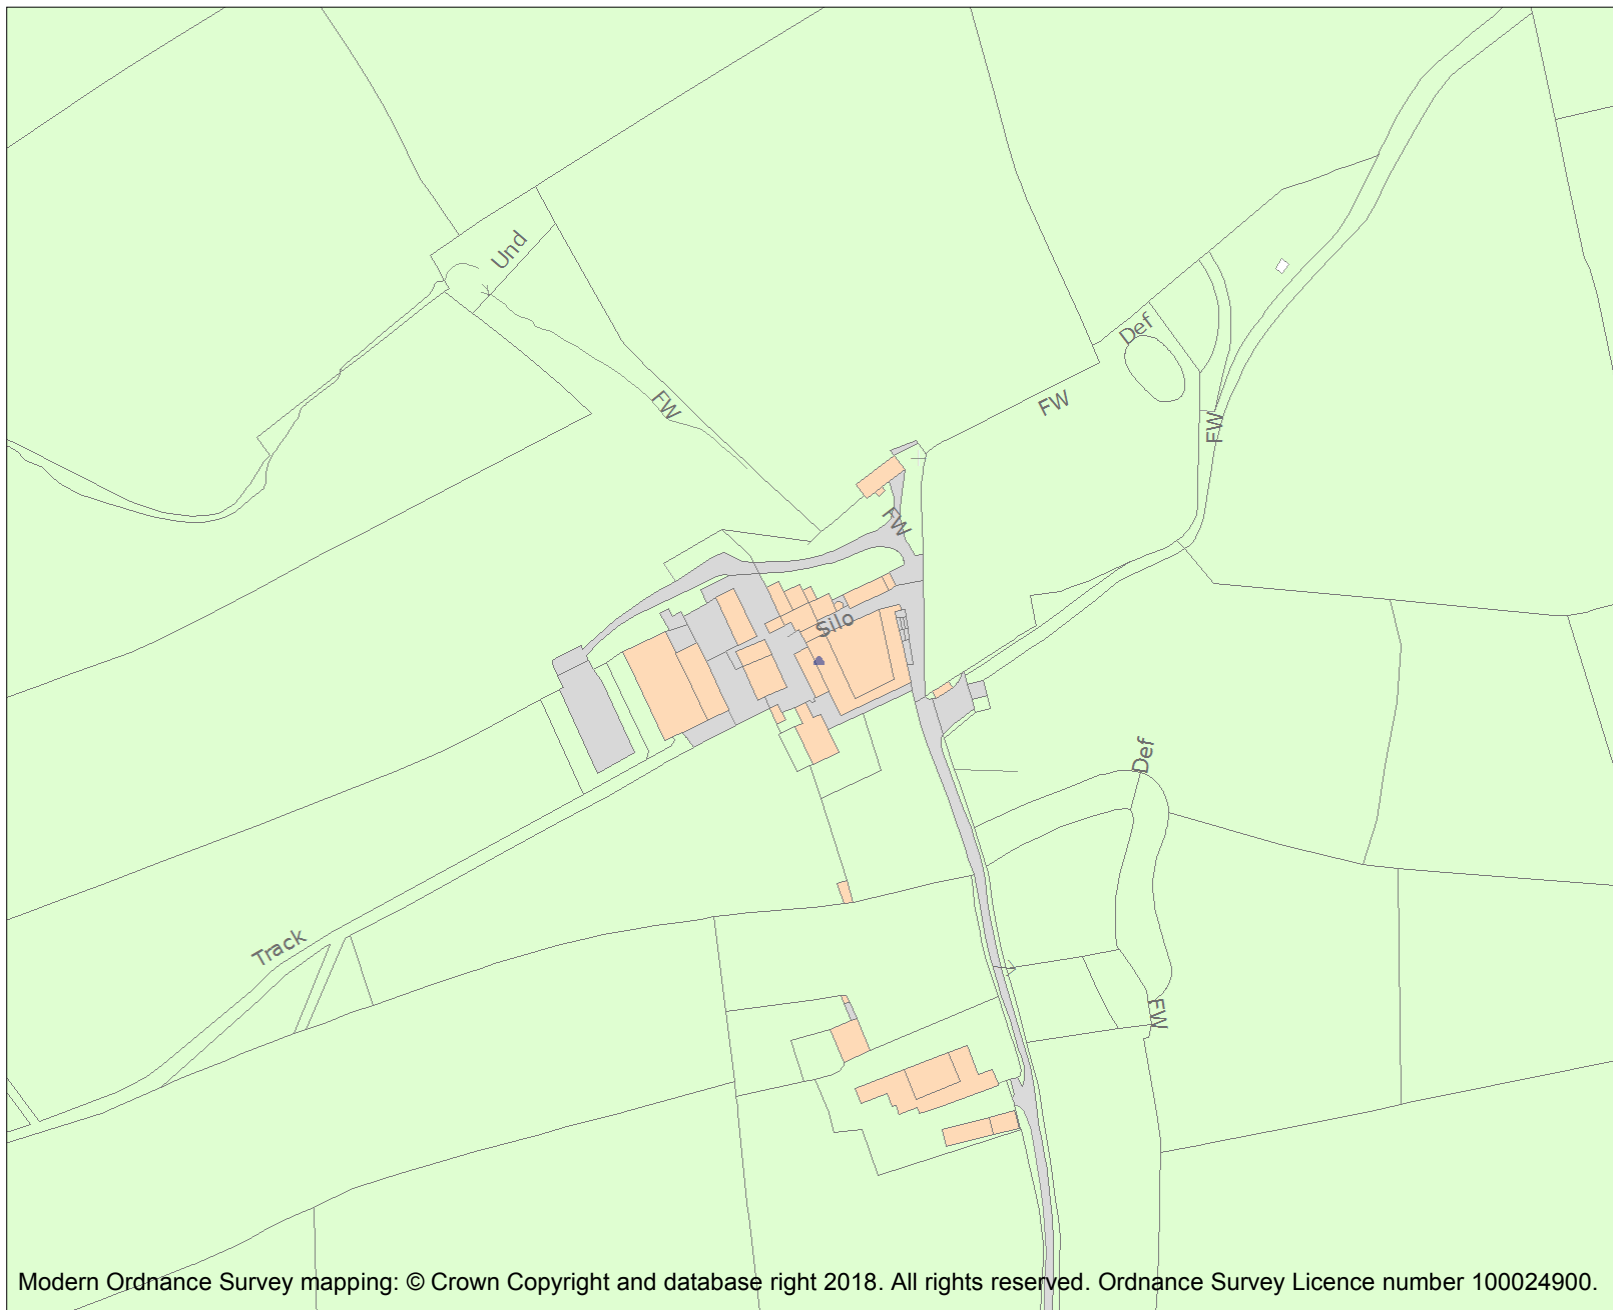 Und
Def
FW
FW
FW
FW
Silo
Def
Track
FW
Modern Ordnance Survey mapping: © Crown Copyright and database right 2018. All rights reserved. Ordnance Survey Licence number 100024900.